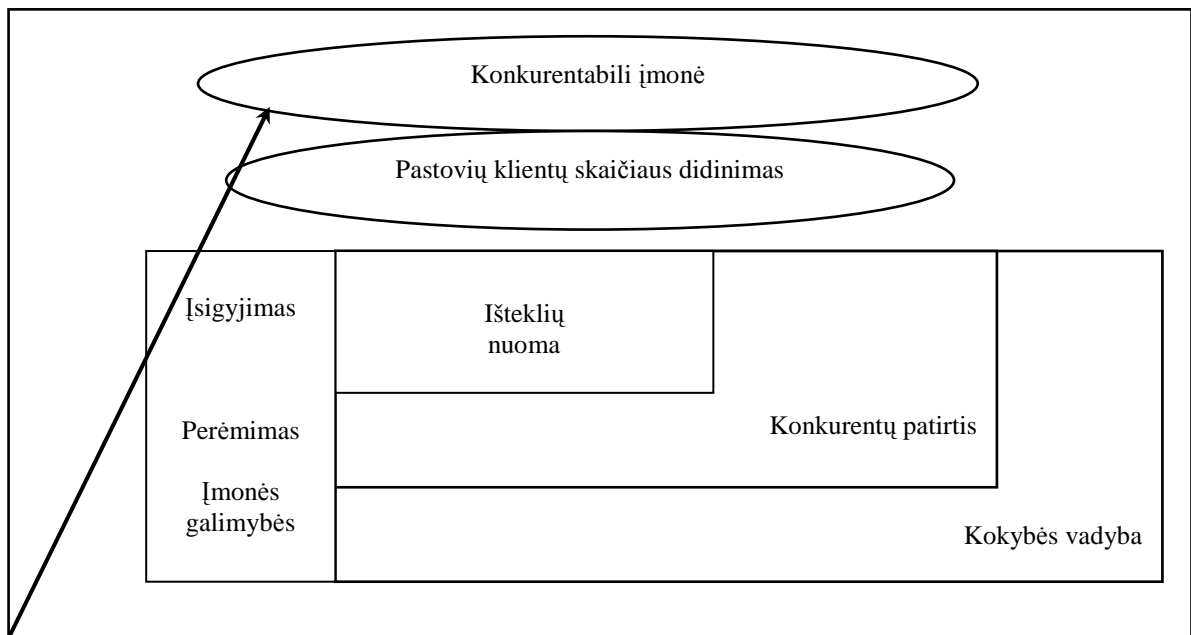 Konkurentabili įmonė
Pastovių klientų skaičiaus didinimas
Įsigyjimas
Išteklių
nuoma
Perėmimas
Konkurentų patirtis
Įmonės
galimybės
Kokybės vadyba